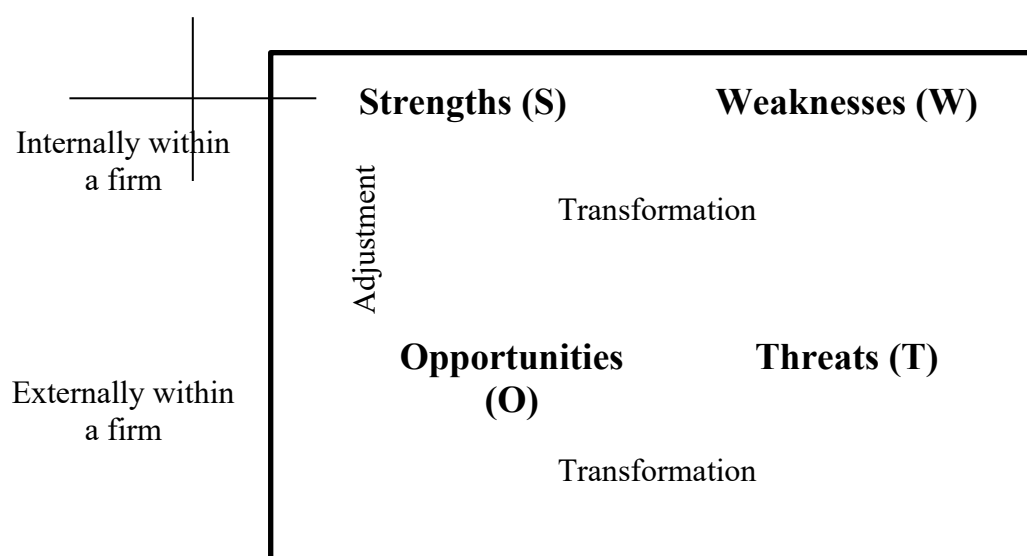 Strengths (S)
Weaknesses (W)
Internally within
a firm
Adjustment
Transformation
Opportunities
(O)
Threats (T)
Externally within
a firm
Transformation